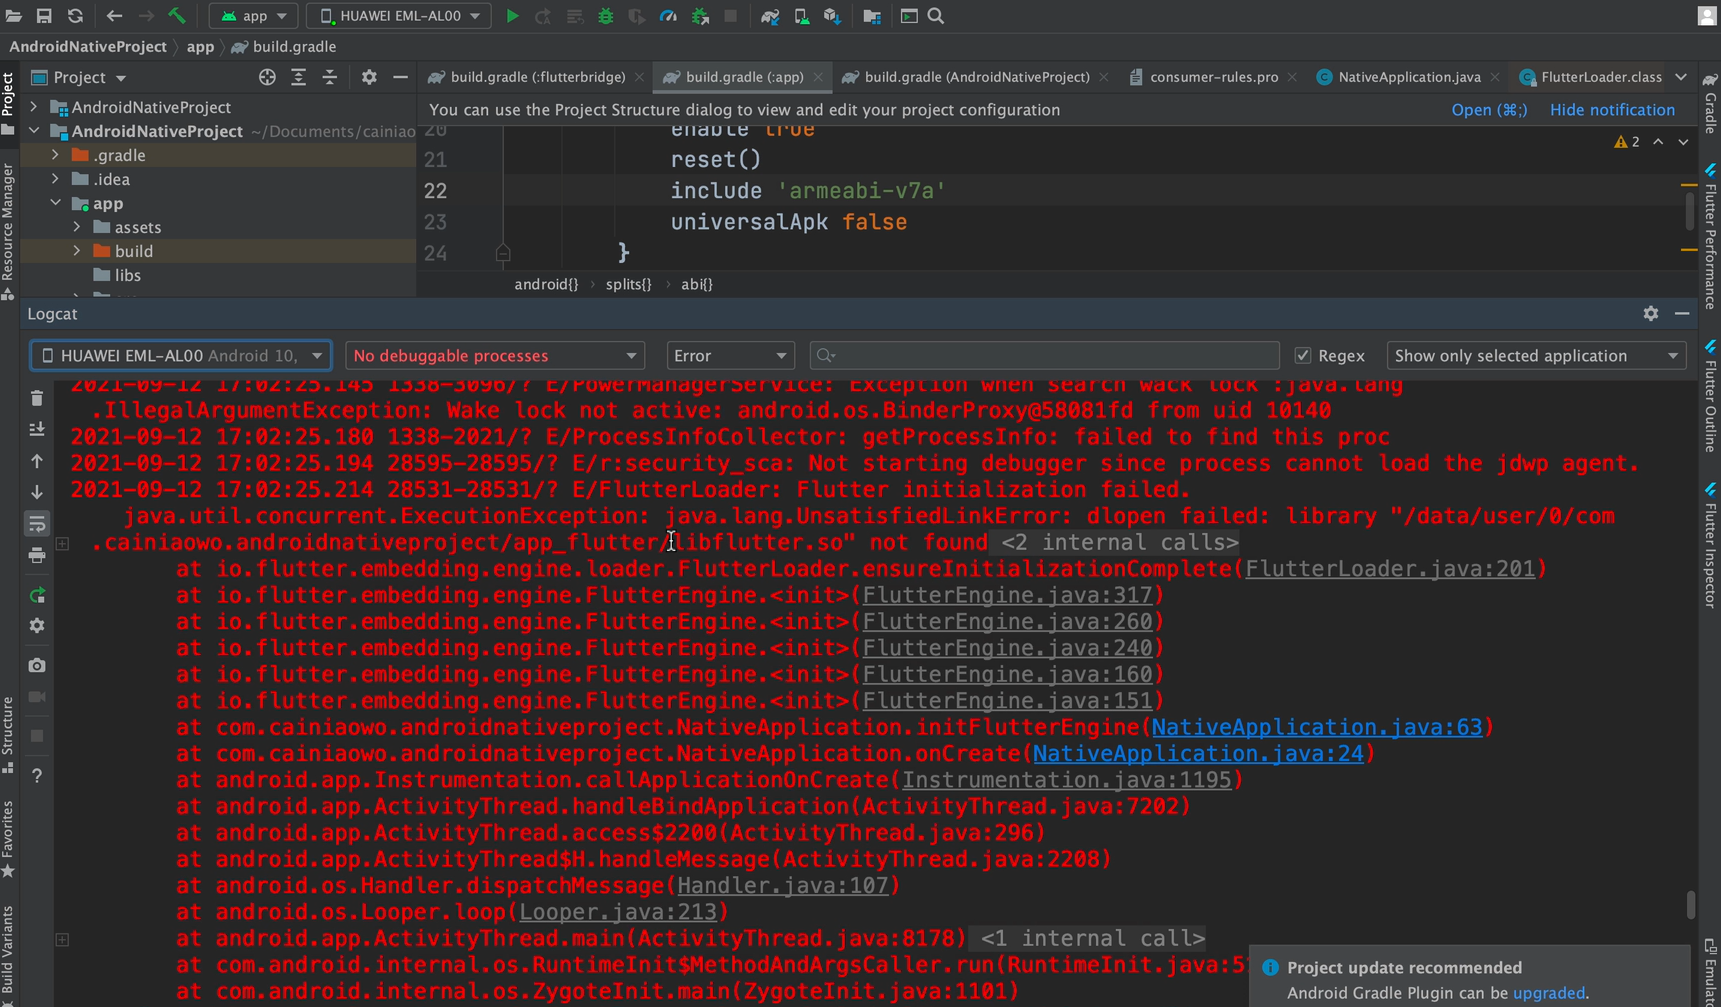 app
HUAWEI EML-AL00
AndroidNativeProject
app
build.gradle
Project
build.gradle (:flutterbridge)
build.gradle (:app)
build.gradle (AndroidNativeProject)
consumer-rules.pro
NativeApplication.java
FlutterLoader.class
Project
Resource Manager
Structure
Favorites
Build Variants
AndroidNativeProject
AndroidNativeProject ~/Documents/cainiao
.gradle
.idea
app
assets
build
libs
You can use the Project Structure dialog to view and edit your project configuration
Open (⌘;)
Hide notification
20 enable true
21 reset()
22 include 'armeabi-v7a'
23 universalApk false
24 }
2
android{} › splits{} › abi{}
Gradle
Flutter Performance
Flutter Outline
Flutter Inspector
Logcat
HUAWEI EML-AL00 Android 10,
No debuggable processes
Error
Regex
Show only selected application
2021-09-12 17:02:25.145 1338-3096/? E/PowerManagerService: Exception when search wack lock :java.lang
.IllegalArgumentException: Wake lock not active: android.os.BinderProxy@58081fd from uid 10140
2021-09-12 17:02:25.180 1338-2021/? E/ProcessInfoCollector: getProcessInfo: failed to find this proc
2021-09-12 17:02:25.194 28595-28595/? E/r:security_sca: Not starting debugger since process cannot load the jdwp agent.
2021-09-12 17:02:25.214 28531-28531/? E/FlutterLoader: Flutter initialization failed.
java.util.concurrent.ExecutionException: java.lang.UnsatisfiedLinkError: dlopen failed: library "/data/user/0/com
.cainiaowo.androidnativeproject/app_flutter/libflutter.so" not found <2 internal calls>
at io.flutter.embedding.engine.loader.FlutterLoader.ensureInitializationComplete(FlutterLoader.java:201)
at io.flutter.embedding.engine.FlutterEngine.<init>(FlutterEngine.java:317)
at io.flutter.embedding.engine.FlutterEngine.<init>(FlutterEngine.java:260)
at io.flutter.embedding.engine.FlutterEngine.<init>(FlutterEngine.java:240)
at io.flutter.embedding.engine.FlutterEngine.<init>(FlutterEngine.java:160)
at io.flutter.embedding.engine.FlutterEngine.<init>(FlutterEngine.java:151)
at com.cainiaowo.androidnativeproject.NativeApplication.initFlutterEngine(NativeApplication.java:63)
at com.cainiaowo.androidnativeproject.NativeApplication.onCreate(NativeApplication.java:24)
at android.app.Instrumentation.callApplicationOnCreate(Instrumentation.java:1195)
at android.app.ActivityThread.handleBindApplication(ActivityThread.java:7202)
at android.app.ActivityThread.access$2200(ActivityThread.java:296)
at android.app.ActivityThread$H.handleMessage(ActivityThread.java:2208)
at android.os.Handler.dispatchMessage(Handler.java:107)
at android.os.Looper.loop(Looper.java:213)
at android.app.ActivityThread.main(ActivityThread.java:8178) <1 internal call>
at com.android.internal.os.RuntimeInit$MethodAndArgsCaller.run(RuntimeInit.java:5
at com.android.internal.os.ZygoteInit.main(ZygoteInit.java:1101)
Project update recommended
Android Gradle Plugin can be upgraded.